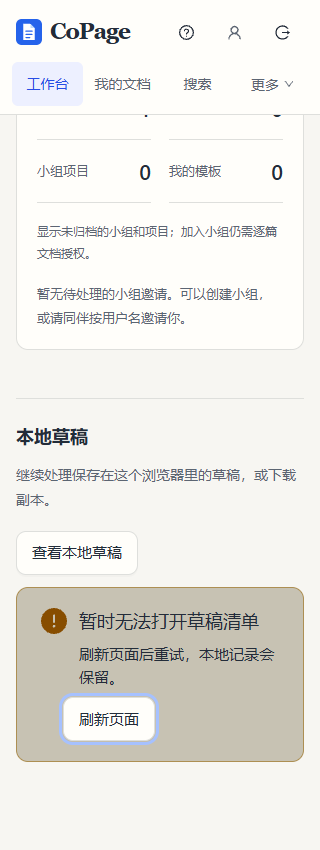 CoPage
工作台 我的文档 搜索 更多
小组项目 0 我的模板 0
显示未归档的小组和项目；加入小组仍需逐篇
文档授权。
暂无待处理的小组邀请。可以创建小组，
或请同伴按用户名邀请你。
本地草稿
继续处理保存在这个浏览器里的草稿，或下载
副本。
查看本地草稿
暂时无法打开草稿清单
刷新页面后重试，本地记录会
保留。
刷新页面